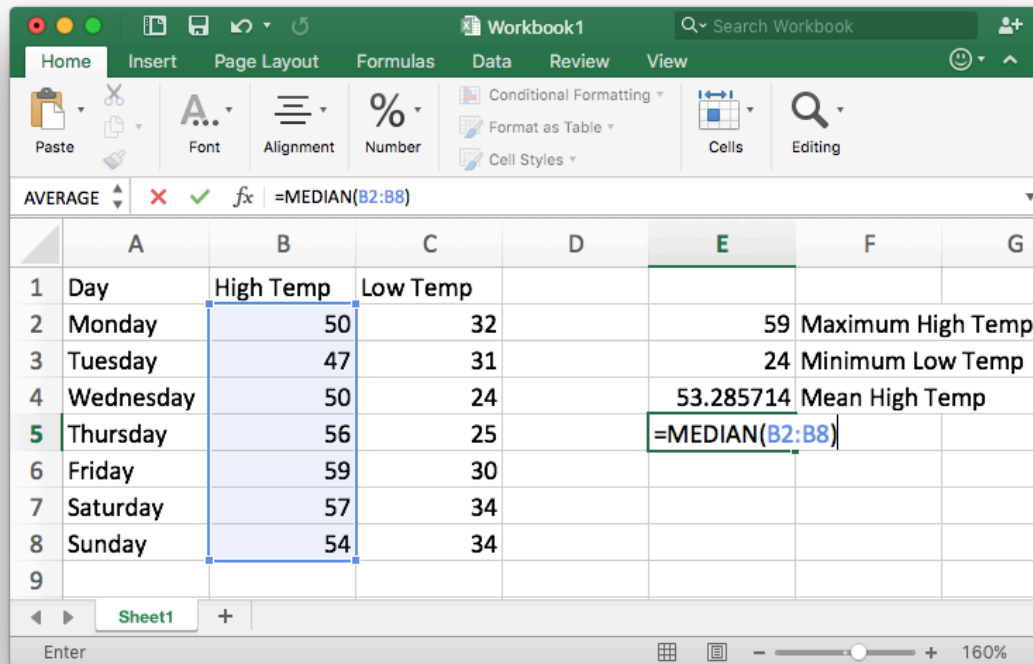 Workbook1
Search Workbook
Home Insert Page Layout Formulas Data Review View
Paste Font Alignment % Number Conditional Formatting Format as Table Cell Styles Cells Editing
AVERAGE fx =MEDIAN(B2:B8)
A B C D E F G
1 Day High Temp Low Temp
2 Monday 50 32 59 Maximum High Temp
3 Tuesday 47 31 24 Minimum Low Temp
4 Wednesday 50 24 53.285714 Mean High Temp
5 Thursday 56 25 =MEDIAN(B2:B8)
6 Friday 59 30
7 Saturday 57 34
8 Sunday 54 34
9
Sheet1 +
Enter 160%